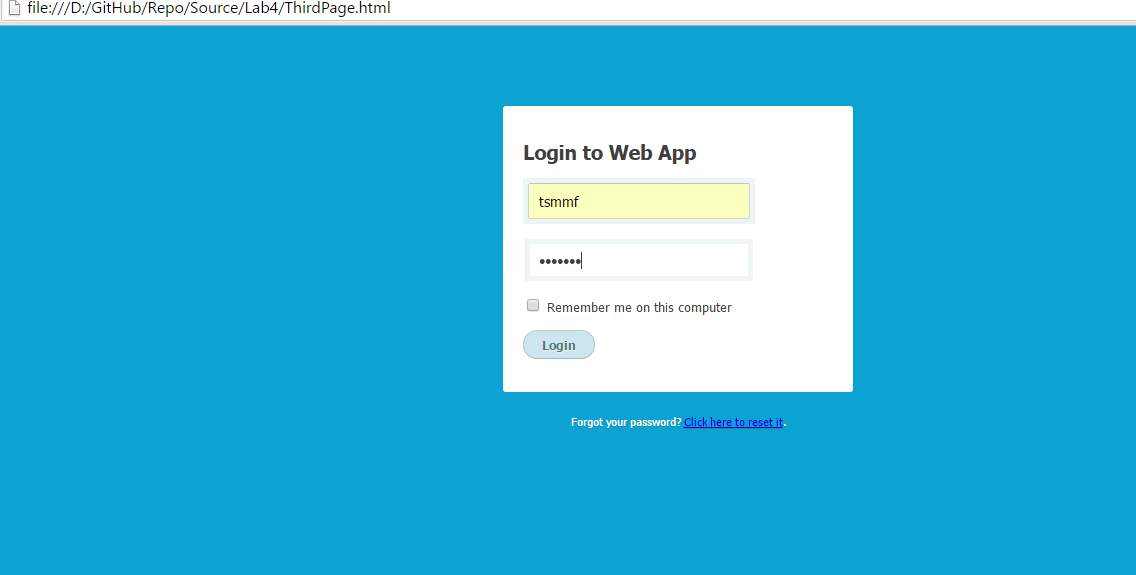 file:///D:/GitHub/Repo/Source/Lab4/ThirdPage.html
Login to Web App
tsmmf
•••••••
Remember me on this computer
Login
Forgot your password? Click here to reset it.